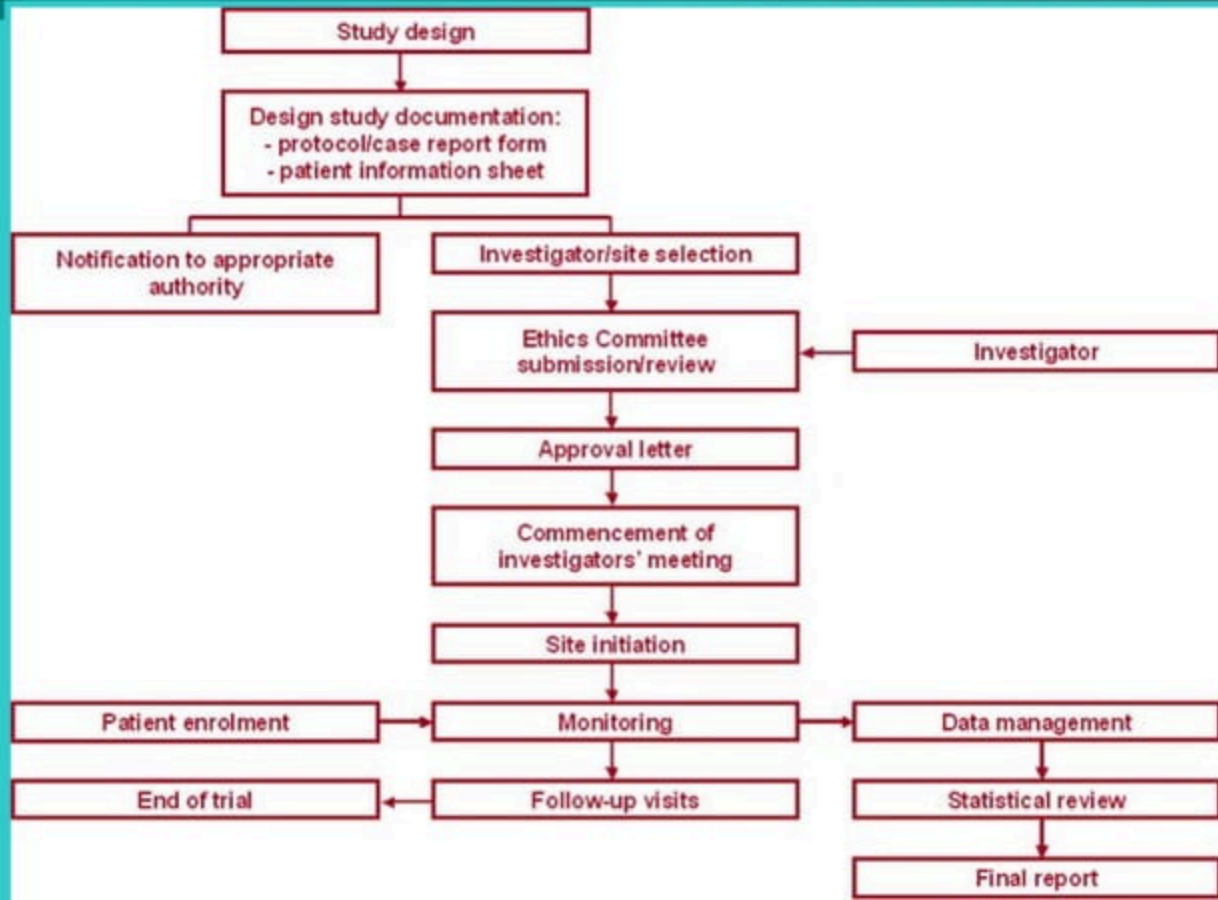 Study design
Design study documentation:
- protocol/case report form
- patient information sheet
Notification to appropriate
authority
Investigator/site selection
Ethics Committee
submission/review
Investigator
Approval letter
Commencement of
investigators' meeting
Site initiation
Patient enrolment
Monitoring
Data management
End of trial
Follow-up visits
Statistical review
Final report